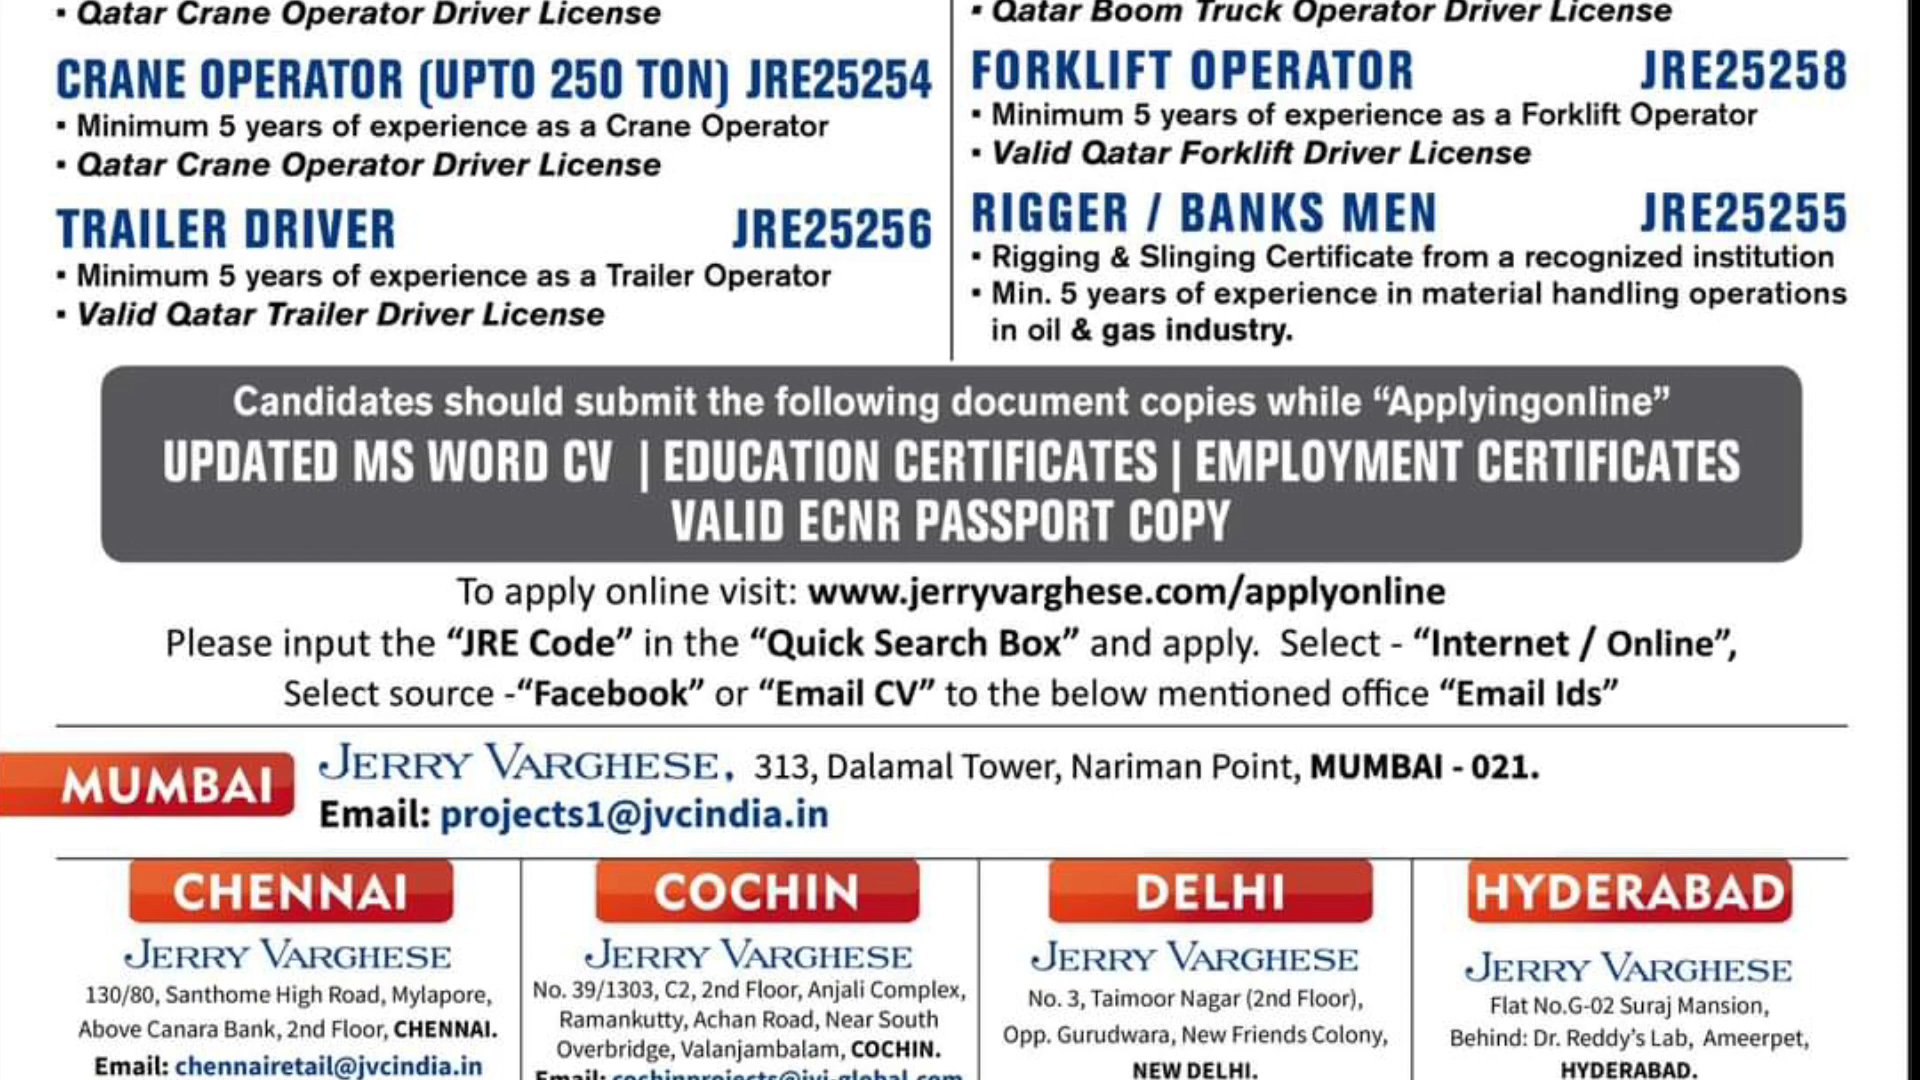 • Qatar Crane Operator Driver License
CRANE OPERATOR (UPTO 250 TON) JRE25254
• Minimum 5 years of experience as a Crane Operator
• Qatar Crane Operator Driver License
TRAILER DRIVER JRE25256
• Minimum 5 years of experience as a Trailer Operator
• Valid Qatar Trailer Driver License
• Qatar Boom Truck Operator Driver License
FORKLIFT OPERATOR JRE25258
• Minimum 5 years of experience as a Forklift Operator
• Valid Qatar Forklift Driver License
RIGGER / BANKS MEN JRE25255
• Rigging & Slinging Certificate from a recognized institution
• Min. 5 years of experience in material handling operations
in oil & gas industry.
Candidates should submit the following document copies while “Applyingonline”
UPDATED MS WORD CV | EDUCATION CERTIFICATES | EMPLOYMENT CERTIFICATES
VALID ECNR PASSPORT COPY
To apply online visit: www.jerryvarghese.com/applyonline
Please input the “JRE Code” in the “Quick Search Box” and apply. Select - “Internet / Online”,
Select source -“Facebook” or “Email CV” to the below mentioned office “Email Ids”
MUMBAI
JERRY VARGHESE, 313, Dalamal Tower, Nariman Point, MUMBAI - 021.
Email: projects1@jvcindia.in
CHENNAI
JERRY VARGHESE
130/80, Santhome High Road, Mylapore,
Above Canara Bank, 2nd Floor, CHENNAI.
Email: chennairetail@jvcindia.in
COCHIN
JERRY VARGHESE
No. 39/1303, C2, 2nd Floor, Anjali Complex,
Ramankutty, Achan Road, Near South
Overbridge, Valanjambalam, COCHIN.
Email: cochinprojects@jvj-global.com
DELHI
JERRY VARGHESE
No. 3, Taimoor Nagar (2nd Floor),
Opp. Gurudwara, New Friends Colony,
NEW DELHI.
HYDERABAD
JERRY VARGHESE
Flat No.G-02 Suraj Mansion,
Behind: Dr. Reddy’s Lab, Ameerpet,
HYDERABAD.